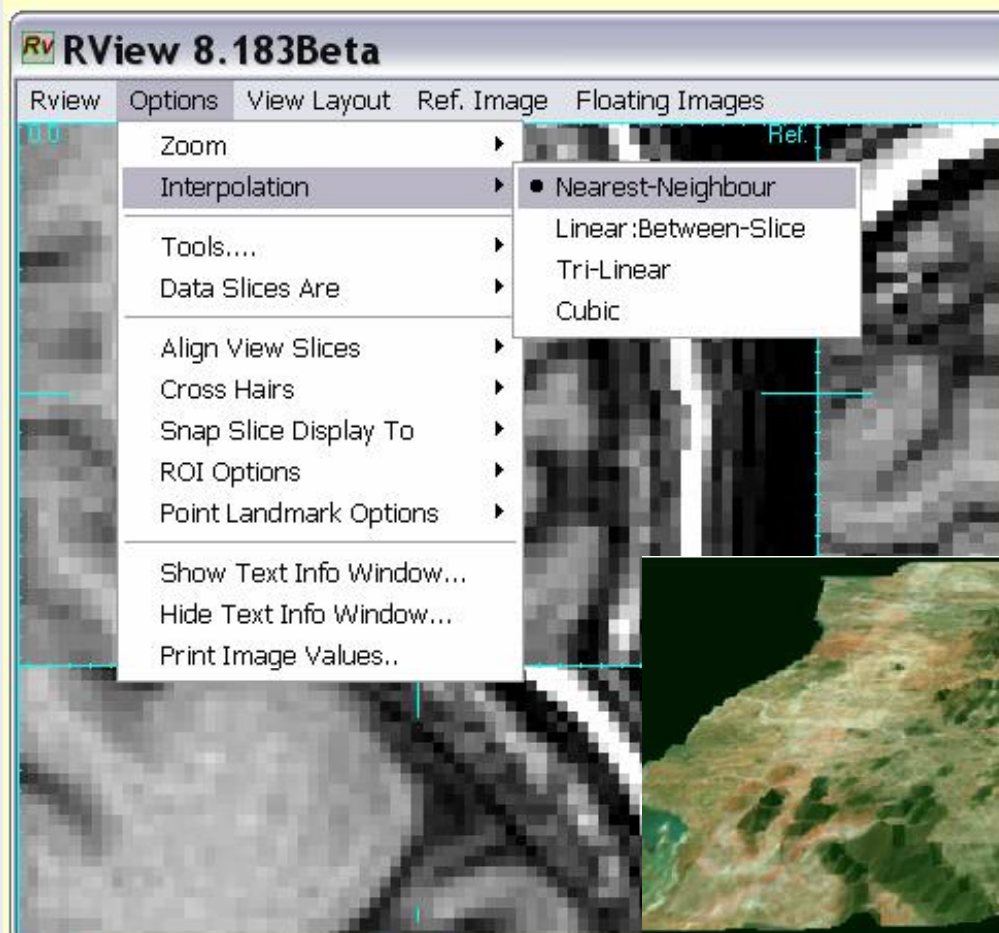 Rv RView 8.183Beta
Rview Options View Layout Ref. Image Floating Images
0.0
Ref.
Zoom
Interpolation
Tools....
Data Slices Are
Align View Slices
Cross Hairs
Snap Slice Display To
ROI Options
Point Landmark Options
Show Text Info Window...
Hide Text Info Window...
Print Image Values..
Nearest-Neighbour
Linear:Between-Slice
Tri-Linear
Cubic